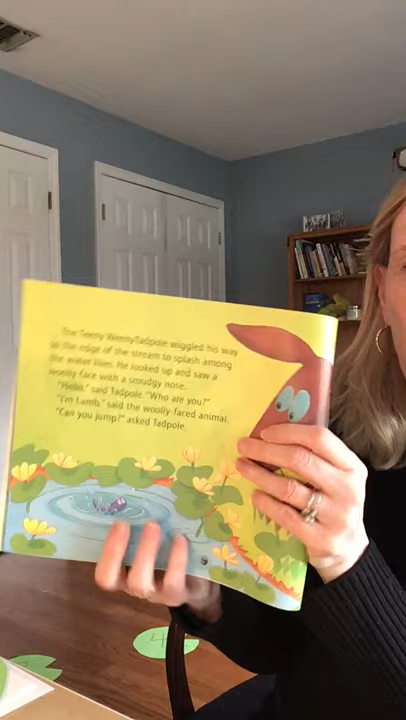 The Teeny Weeny Tadpole wiggled his way
to the edge of the stream to splash among
the water lilies. He looked up and saw a
woolly face with a smudgy nose.
"Hello," said Tadpole. "Who are you?"
"I'm Lamb," said the woolly-faced animal.
"Can you jump?" asked Tadpole.
4